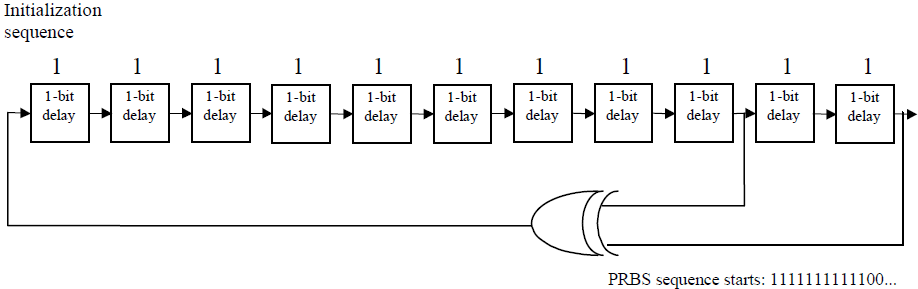 Initialization
sequence
1 1 1 1 1 1 1 1 1 1 1
1-bit 1-bit 1-bit 1-bit 1-bit 1-bit 1-bit 1-bit 1-bit 1-bit 1-bit
delay delay delay delay delay delay delay delay delay delay delay
PRBS sequence starts: 1111111111100...